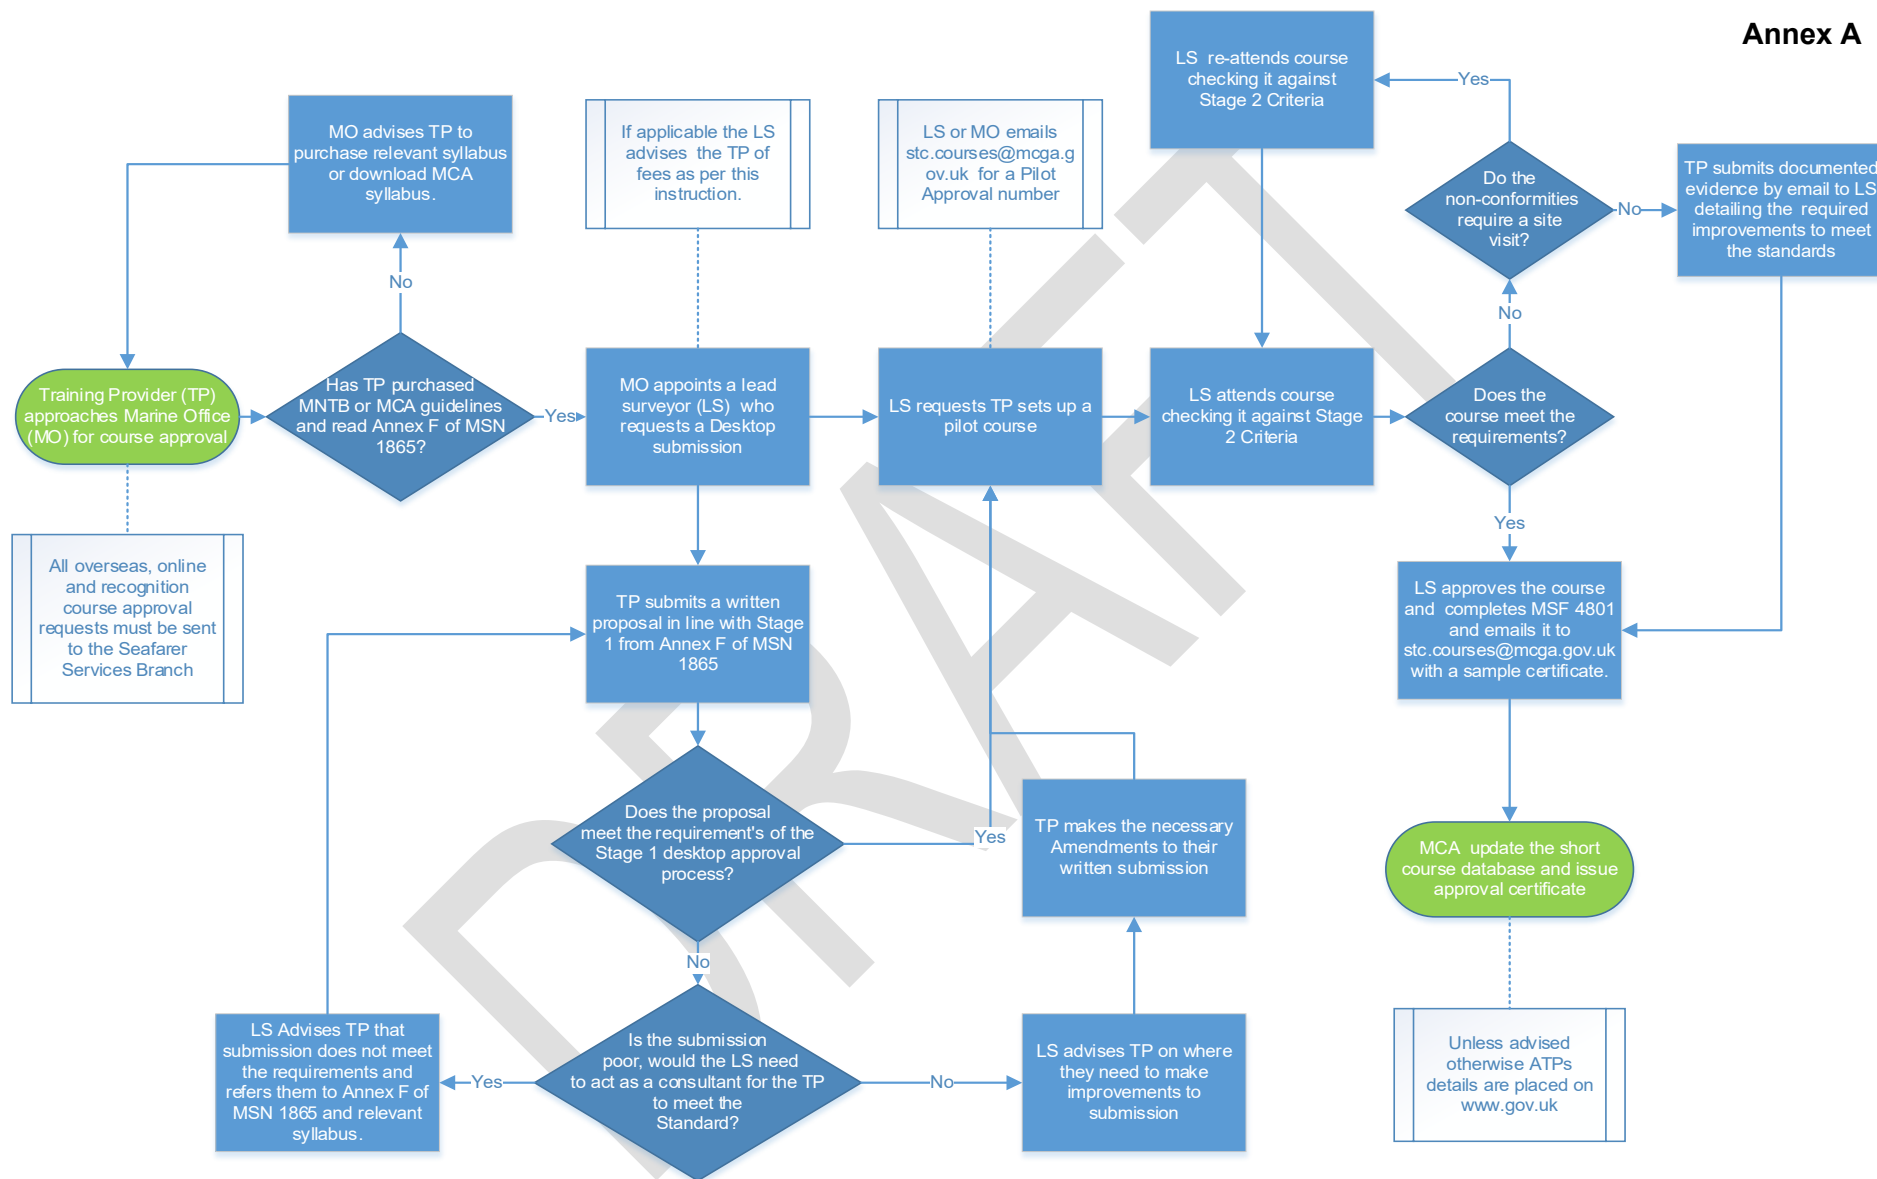 Annex A
LS re-attends course
checking it against
Stage 2 Criteria
Yes
MO advises TP to
purchase relevant syllabus
or download MCA
syllabus.
If applicable the LS
advises the TP of
fees as per this
instruction.
LS or MO emails
stc.courses@mcga.g
ov.uk for a Pilot
Approval number
Do the
non-conformities
require a site
visit?
No
TP submits documented
evidence by email to LS
detailing the required
improvements to meet
the standards
No
No
Training Provider (TP)
approaches Marine Office
(MO) for course approval
Has TP purchased
MNTB or MCA guidelines
and read Annex F of MSN
1865?
Yes
MO appoints a lead
surveyor (LS) who
requests a Desktop
submission
LS requests TP sets up a
pilot course
LS attends course
checking it against Stage
2 Criteria
Does the
course meet the
requirements?
Yes
All overseas, online
and recognition
course approval
requests must be sent
to the Seafarer
Services Branch
TP submits a written
proposal in line with Stage
1 from Annex F of MSN
1865
LS approves the course
and completes MSF 4801
and emails it to
stc.courses@mcga.gov.uk
with a sample certificate.
Does the proposal
meet the requirement's of the
Stage 1 desktop approval
process?
Yes
TP makes the necessary
Amendments to their
written submission
MCA update the short
course database and issue
approval certificate
No
LS Advises TP that
submission does not meet
the requirements and
refers them to Annex F of
MSN 1865 and relevant
syllabus.
Yes
Is the submission
poor, would the LS need
to act as a consultant for the TP
to meet the
Standard?
No
LS advises TP on where
they need to make
improvements to
submission
Unless advised
otherwise ATPs
details are placed on
www.gov.uk
DRAFT